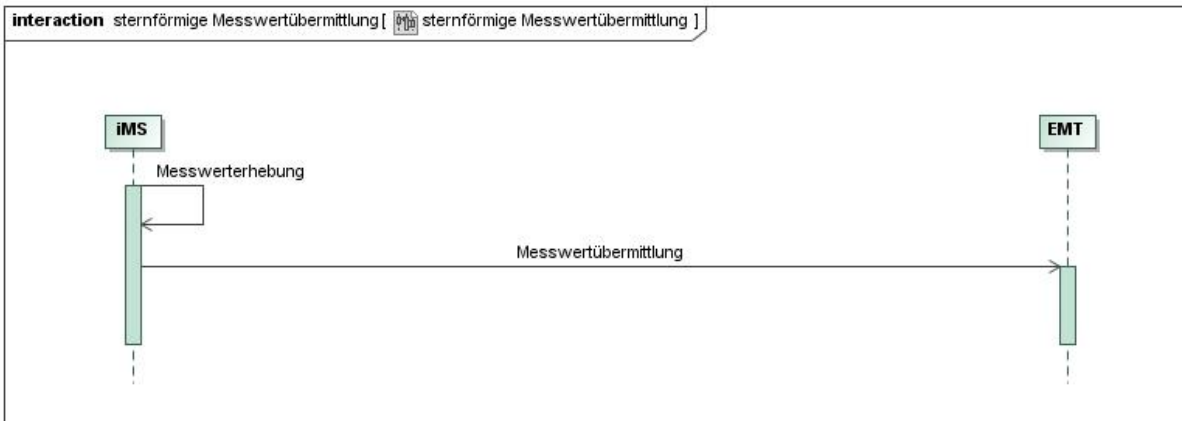 interaction sternförmige Messwertübermittlung[ sternförmige Messwertübermittlung ]
iMS
EMT
Messwerterhebung
Messwertübermittlung